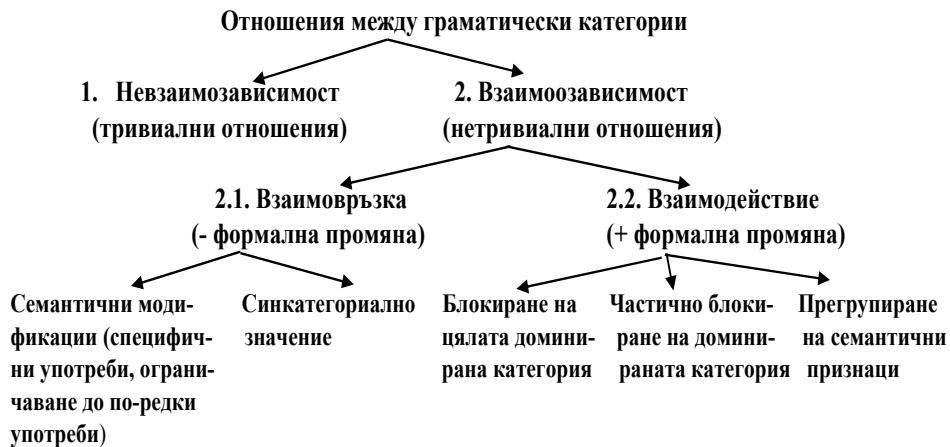 Отношения между граматически категории
1. Невзаимозависимост
(тривиални отношения)
2. Взаимоозависимост
(нетривиални отношения)
2.1. Взаимовръзка
(- формална промяна)
2.2. Взаимодействие
(+ формална промяна)
Семантични моди-
фикации (специфич-
ни употреби, ограни-
чаване до по-редки
употреби)
Синкатегориално
значение
Блокиране на
цялата домини-
рана категория
Частично блоки-
ране на домини-
раната категория
Прегрупиране
на семантични
признаци